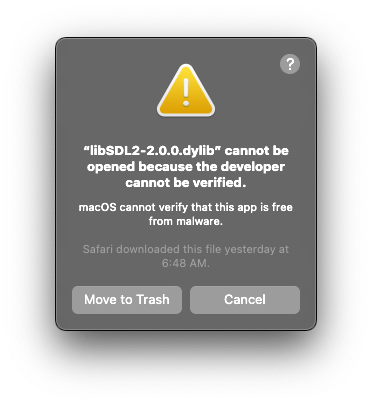 ?
“libSDL2-2.0.0.dylib” cannot be
opened because the developer
cannot be verified.
macOS cannot verify that this app is free
from malware.
Safari downloaded this file yesterday at
6:48 AM.
Move to Trash
Cancel